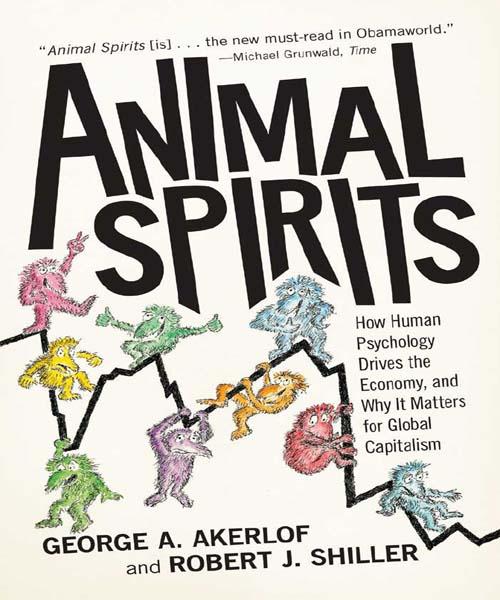 “Animal Spirits [is] . . . the new must-read in Obamaworld.”
—Michael Grunwald, Time
ANIMAL
SPIRITS
How Human
Psychology
Drives the
Economy, and
Why It Matters
for Global
Capitalism
GEORGE A. AKERLOF
and ROBERT J. SHILLER